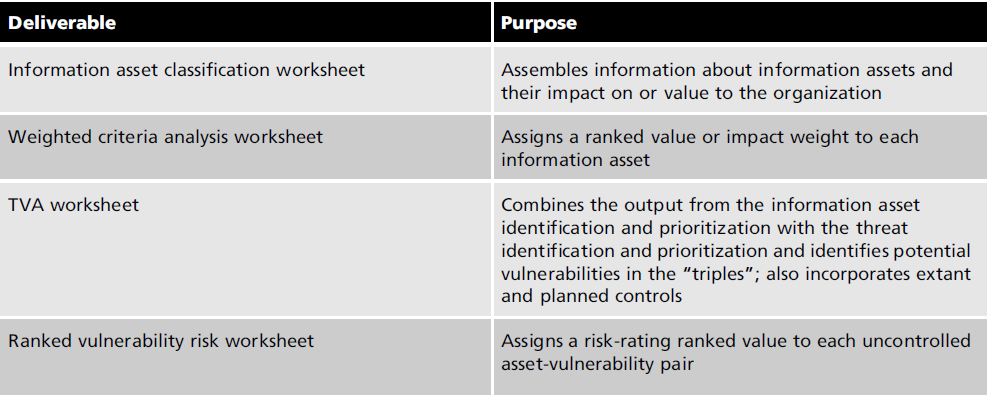 Deliverable
Purpose
Information asset classification worksheet
Assembles information about information assets and
their impact on or value to the organization
Weighted criteria analysis worksheet
Assigns a ranked value or impact weight to each
information asset
TVA worksheet
Combines the output from the information asset
identification and prioritization with the threat
identification and prioritization and identifies potential
vulnerabilities in the “triples”; also incorporates extant
and planned controls
Ranked vulnerability risk worksheet
Assigns a risk-rating ranked value to each uncontrolled
asset-vulnerability pair